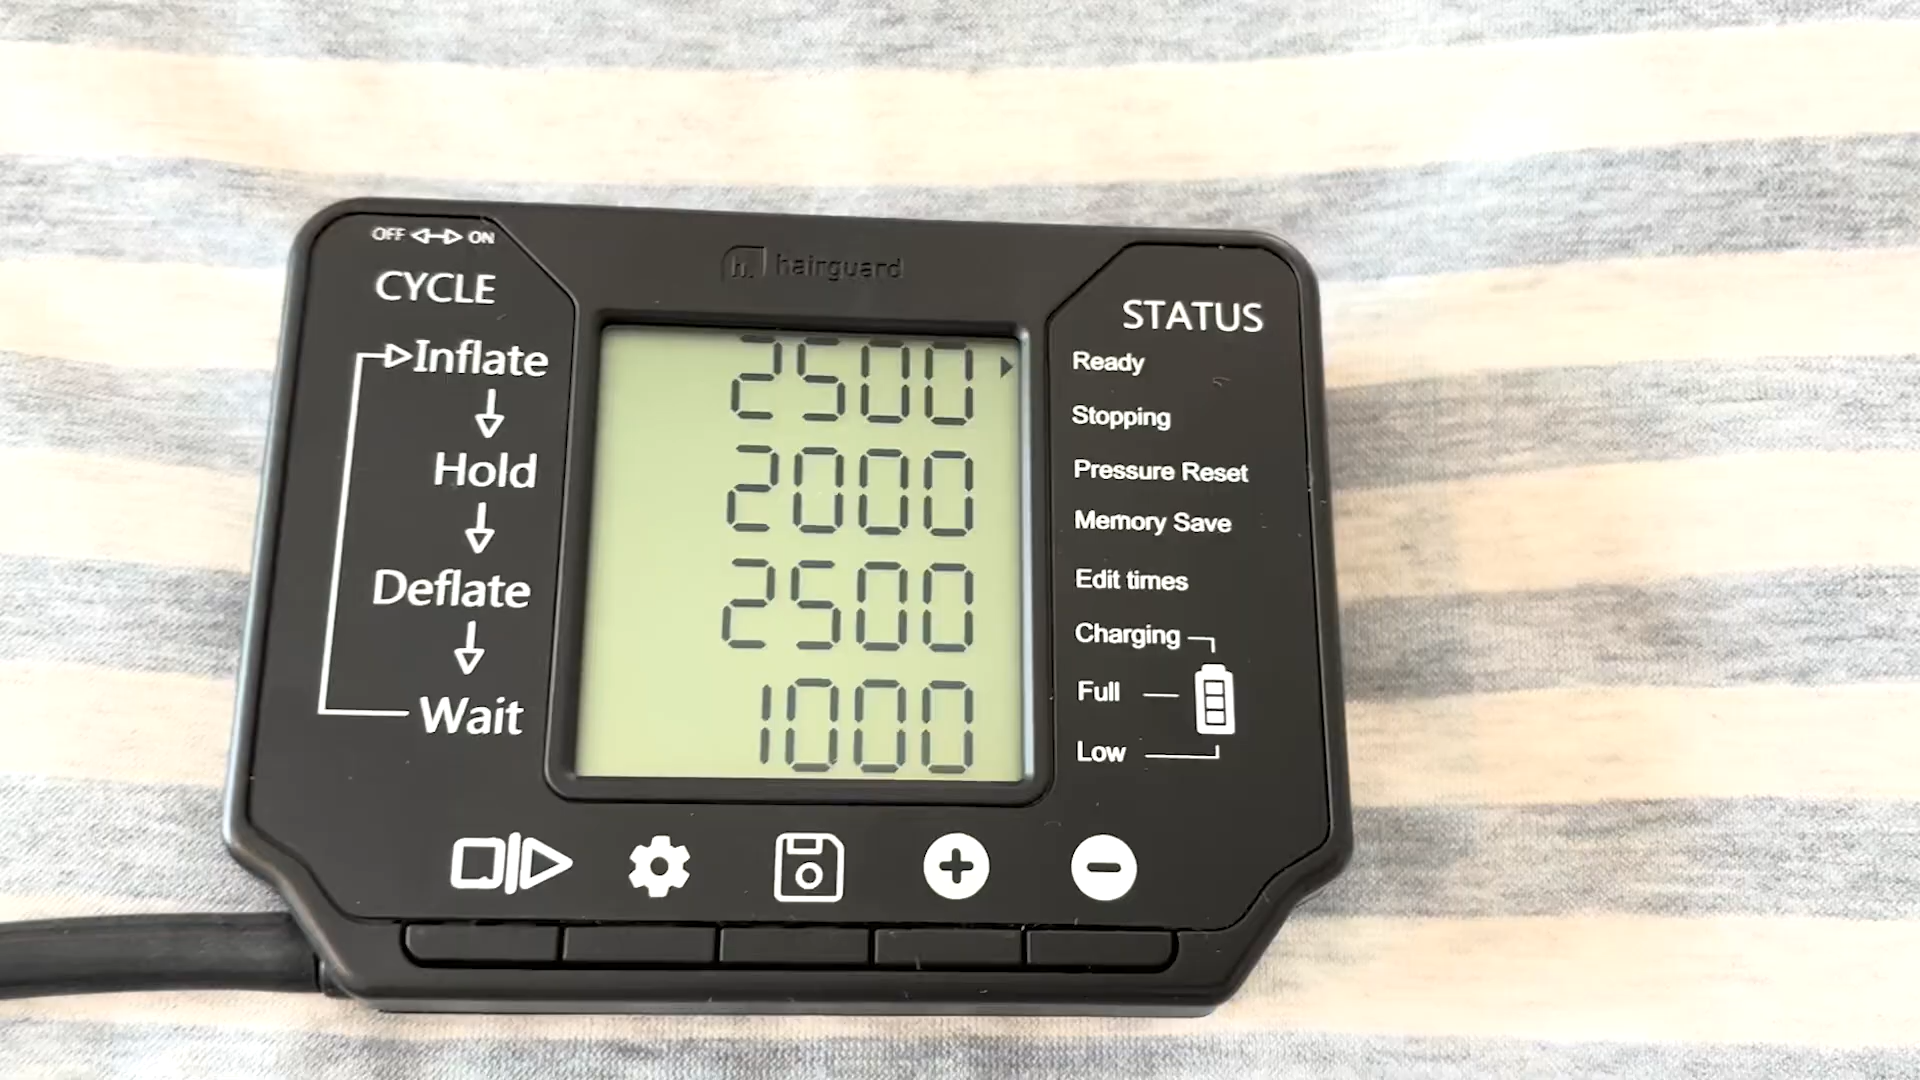 OFF ON
CYCLE
Inflate
Hold
Deflate
Wait
h. hairguard
2500
2000
2500
1000
STATUS
Ready
Stopping
Pressure Reset
Memory Save
Edit times
Charging
Full
Low